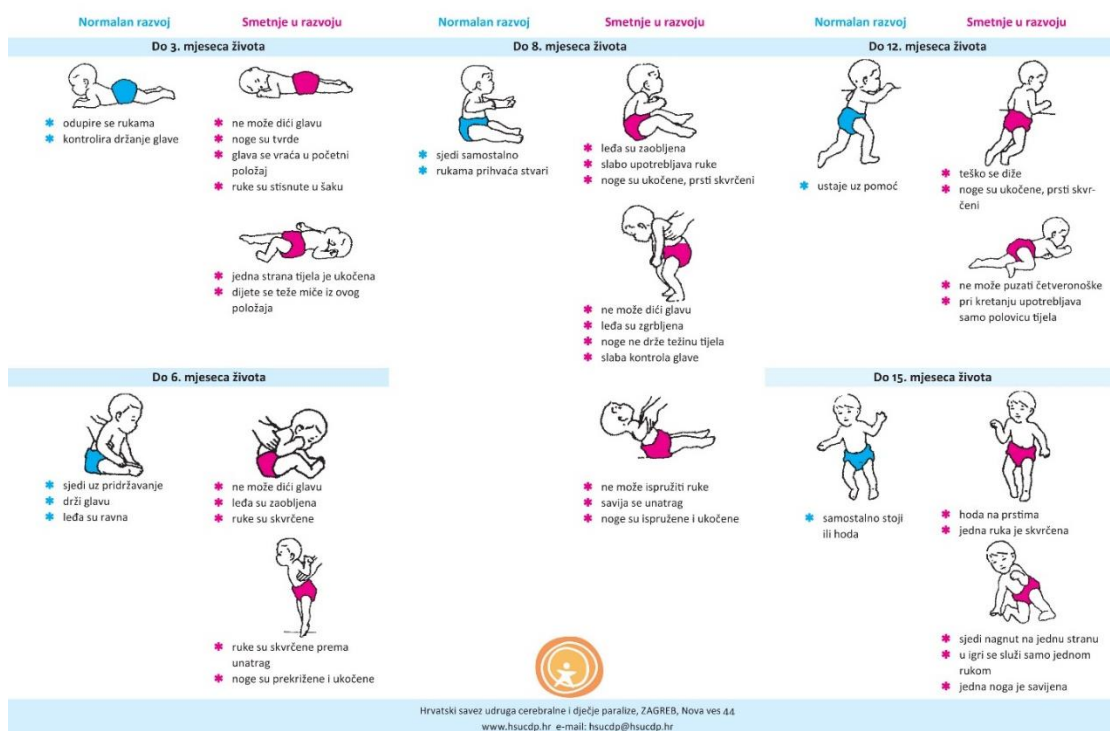 Normalan razvoj
Smetnje u razvoju
Normalan razvoj
Smetnje u razvoju
Normalan razvoj
Smetnje u razvoju
Do 3. mjeseca života
* odupire se rukama
* kontrolira držanje glave
* ne može dići glavu
* noge su tvrde
* glava se vraća u početni
položaj
* ruke su stisnute u šaku
* jedna strana tijela je ukočena
* dijete se teže miče iz ovog
položaja
Do 6. mjeseca života
* sjedi uz pridržavanje
* drži glavu
* leđa su ravna
* ne može dići glavu
* leđa su zaobljena
* ruke su skvrčene
* ruke su skvrčene prema
unatrag
* noge su prekrižene i ukočene
Do 8. mjeseca života
* sjedi samostalno
* rukama prihvaća stvari
* leđa su zaobljena
* slabo upotrebljava ruke
* noge su ukočene, prsti skvrčeni
* ne može dići glavu
* leđa su zgrbljena
* noge ne drže težinu tijela
* slaba kontrola glave
* ne može ispružiti ruke
* savija se unatrag
* noge su ispružene i ukočene
Do 12. mjeseca života
* ustaje uz pomoć
* teško se diže
* noge su ukočene, prsti skvr-
čeni
* ne može puzati četveronoške
* pri kretanju upotrebljava
samo polovicu tijela
Do 15. mjeseca života
* samostalno stoji
ili hoda
* hoda na prstima
* jedna ruka je skvrčena
* sjedi nagnut na jednu stranu
* u igri se služi samo jednom
rukom
* jedna noga je savijena
Hrvatski savez udruga cerebralne i dječje paralize, ZAGREB, Nova ves 44
www.hsucdp.hr e-mail: hsucdp@hsucdp.hr